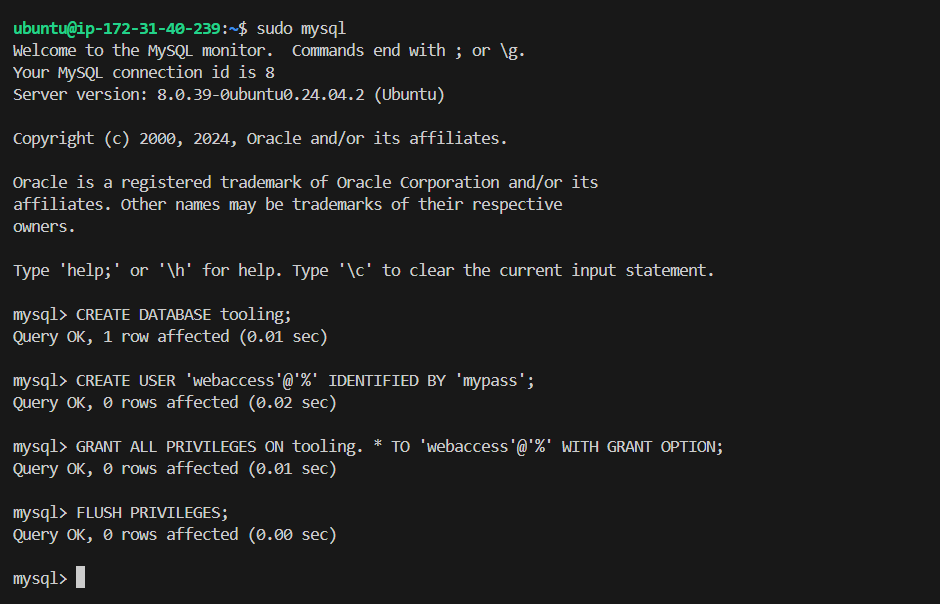 ubuntu@ip-172-31-40-239:~$ sudo mysql
Welcome to the MySQL monitor.  Commands end with ; or \g.
Your MySQL connection id is 8
Server version: 8.0.39-0ubuntu0.24.04.2 (Ubuntu)
Copyright (c) 2000, 2024, Oracle and/or its affiliates.
Oracle is a registered trademark of Oracle Corporation and/or its
affiliates. Other names may be trademarks of their respective
owners.
Type 'help;' or '\h' for help. Type '\c' to clear the current input statement.
mysql> CREATE DATABASE tooling;
Query OK, 1 row affected (0.01 sec)
mysql> CREATE USER 'webaccess'@'%' IDENTIFIED BY 'mypass';
Query OK, 0 rows affected (0.02 sec)
mysql> GRANT ALL PRIVILEGES ON tooling. * TO 'webaccess'@'%' WITH GRANT OPTION;
Query OK, 0 rows affected (0.01 sec)
mysql> FLUSH PRIVILEGES;
Query OK, 0 rows affected (0.00 sec)
mysql>